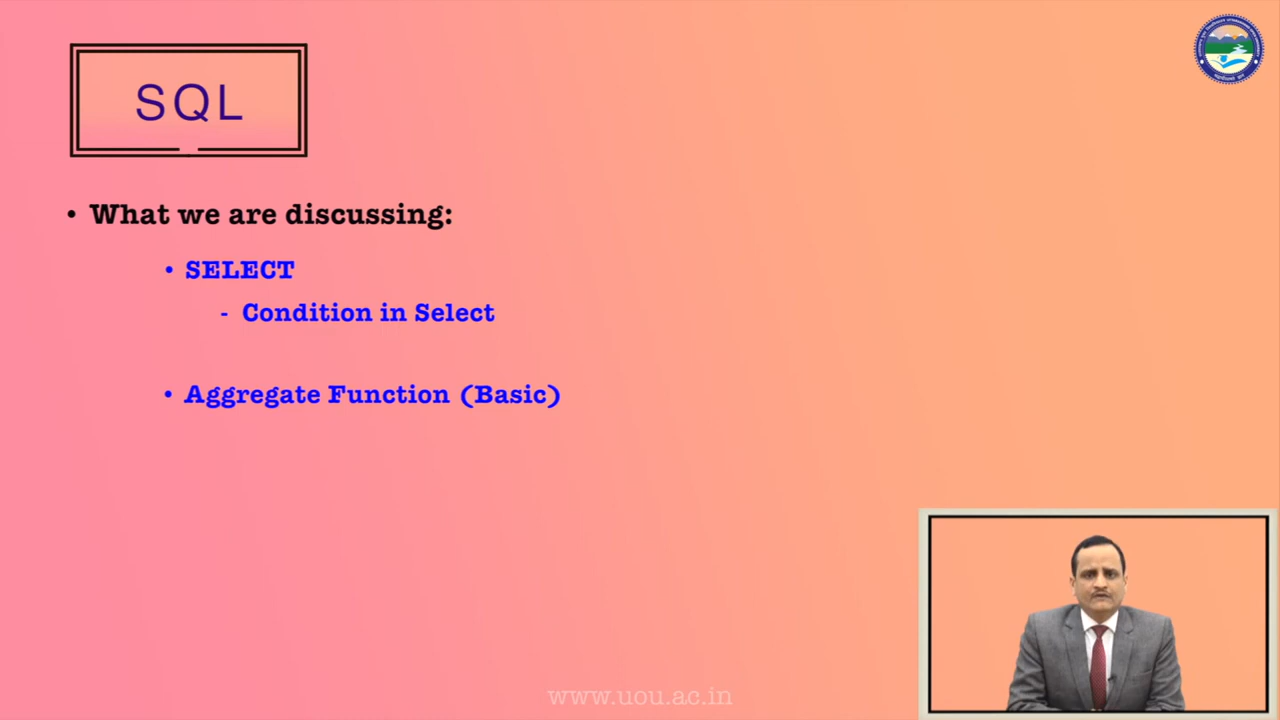 SQL
• What we are discussing:
• SELECT
- Condition in Select
• Aggregate Function (Basic)
www.uou.ac.in